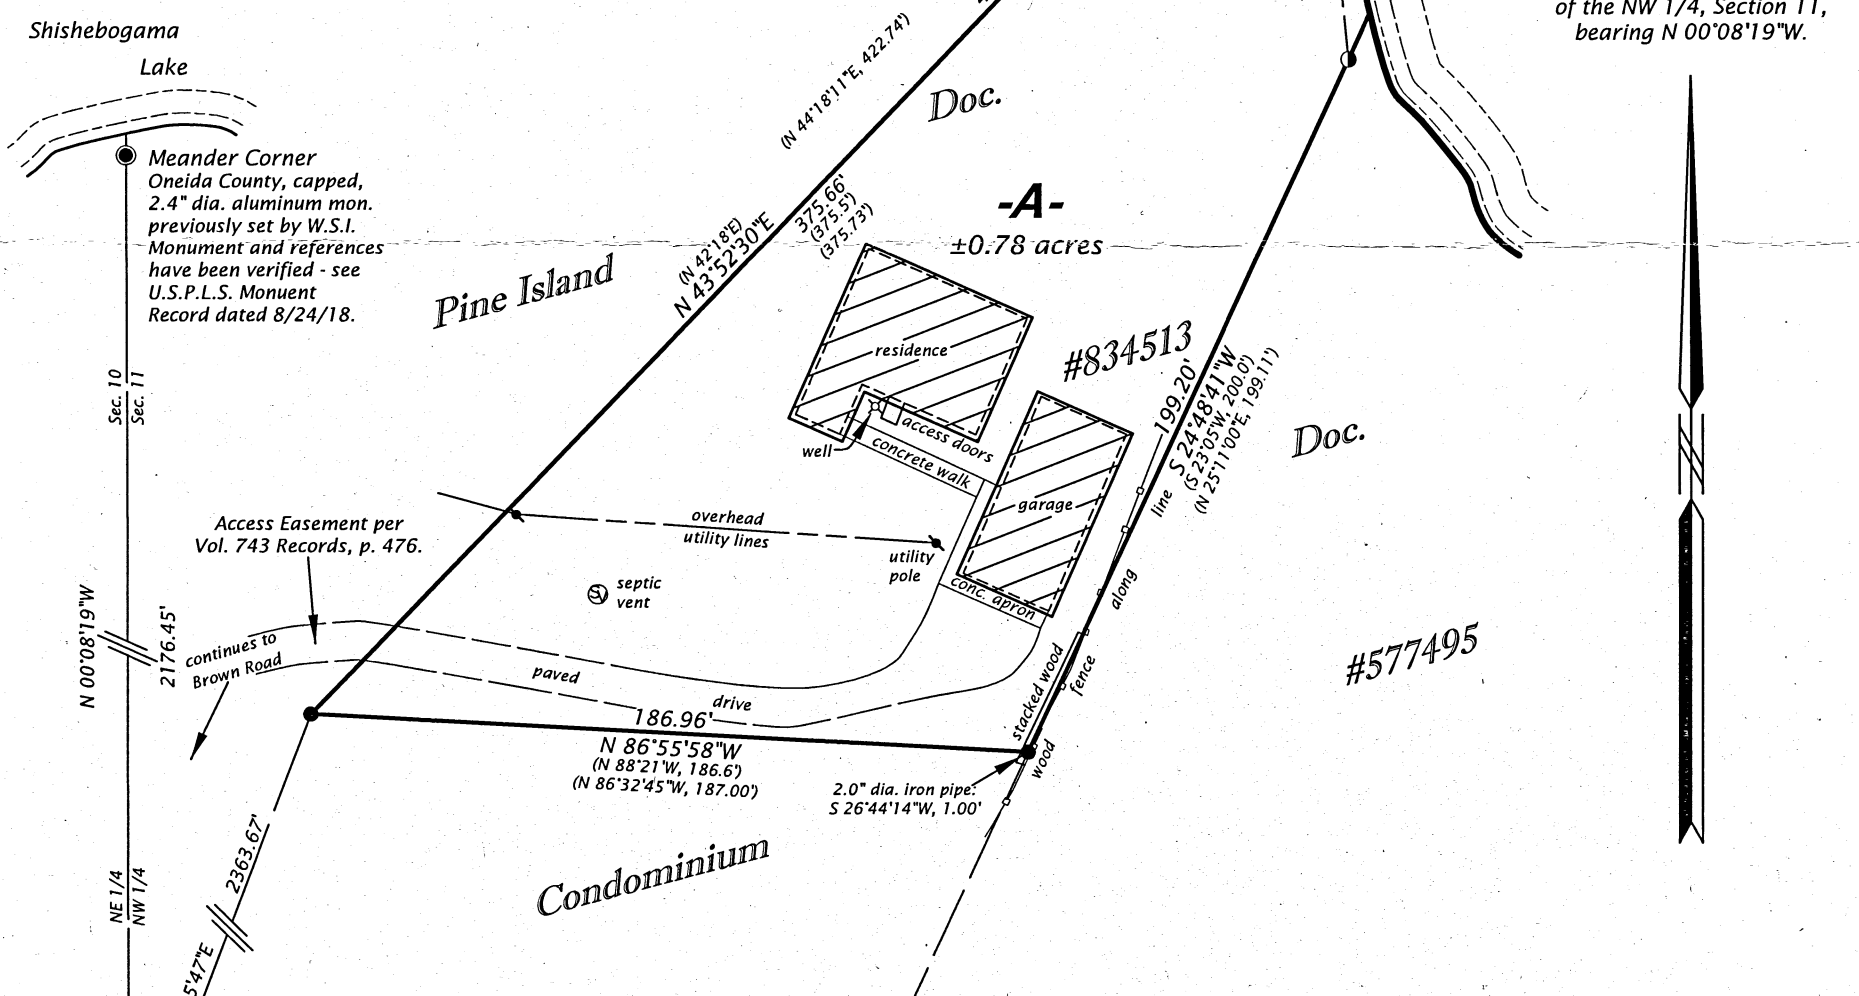 Shishebogama
Lake
of the NW 1/4, Section 11,
bearing N 00°08'19"W.
Meander Corner
Oneida County, capped,
2.4" dia. aluminum mon.
previously set by W.S.I.
Monument and references
have been verified - see
U.S.P.L.S. Monuent
Record dated 8/24/18.
(N 44°18'11"E, 422.74')
Doc.
-A-
±0.78 acres
375.66'
(375.5')
(375.73')
(N 42°18'E)
N 43°52'30"E
Pine Island
residence
#834513
199.20'
S 24°48'41"W
(S 23°05'W, 200.0')
(N 25°11'00"E, 199.11')
Doc.
Sec. 10
Sec. 11
well
access doors
concrete walk
garage
line
along
fence
wood
Access Easement per
Vol. 743 Records, p. 476.
overhead
utility lines
utility
pole
septic
vent
conc. apron
stacked wood
N 00°08'19"W
2176.45'
continues to
Brown Road
paved
drive
#577495
186.96'
N 86°55'58"W
(N 88°21'W, 186.6')
(N 86°32'45"W, 187.00')
2.0" dia. iron pipe:
S 26°44'14"W, 1.00'
Condominium
2363.67'
5'47"E
NE 1/4
NW 1/4